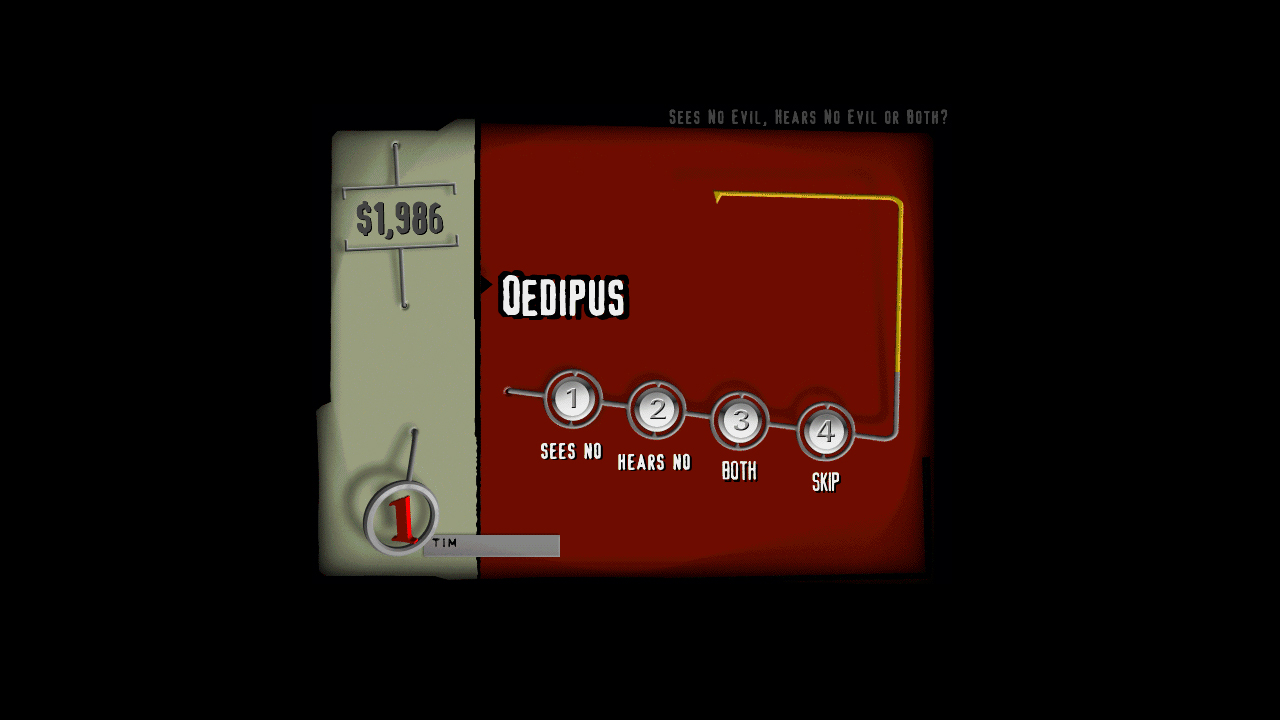 Sees No Evil, Hears No Evil or Both?
$1,986
Oedipus
1
2
3
4
SEES NO
HEARS NO
BOTH
SKIP
1
TIM